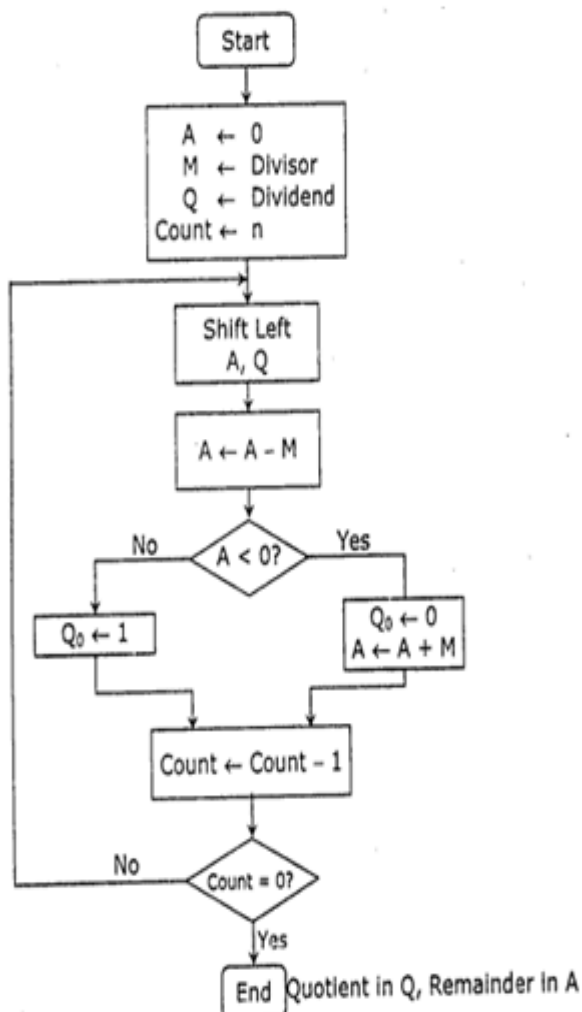 Start
A ← 0
M ← Divisor
Q ← Dividend
Count ← n
Shift Left
A, Q
A ← A – M
A < 0?
No
Yes
Q₀ ← 1
Q₀ ← 0
A ← A + M
Count ← Count – 1
Count = 0?
No
Yes
End
Quotient in Q, Remainder in A